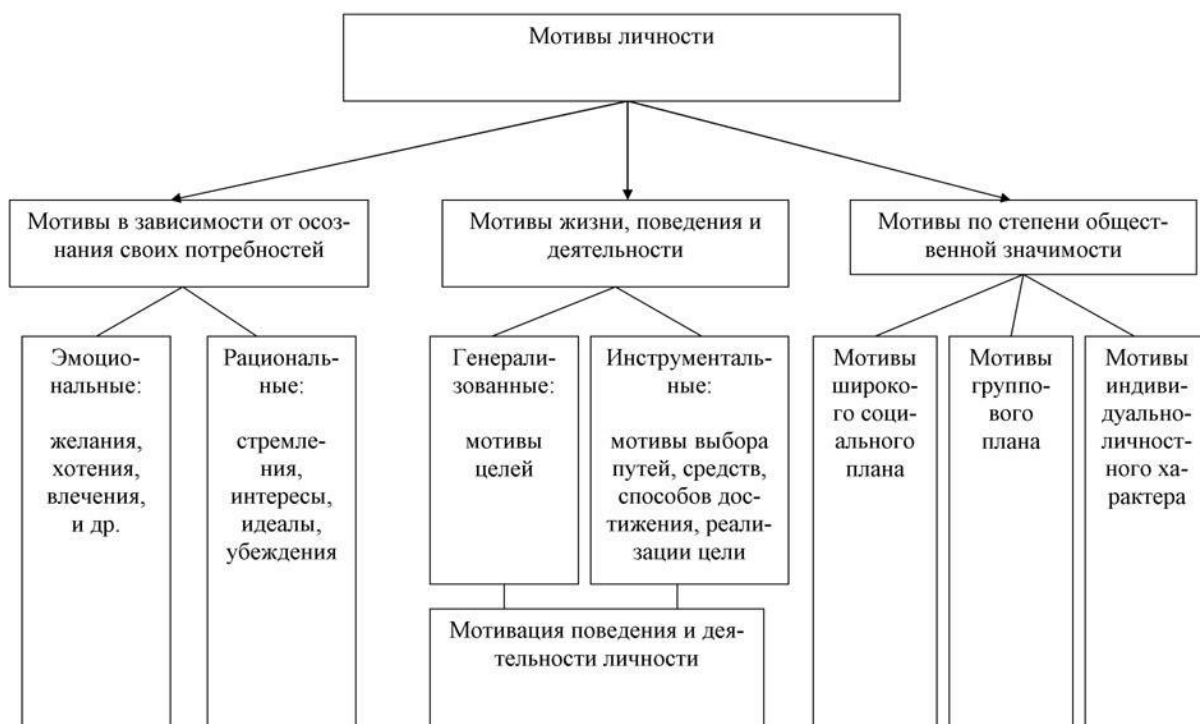 Мотивы личности
Мотивы в зависимости от осоз-
нания своих потребностей
Мотивы жизни, поведения и
деятельности
Мотивы по степени общест-
венной значимости
Эмоцио-
нальные:
желания,
хотения,
влечения,
и др.
Рациональ-
ные:
стремле-
ния,
интересы,
идеалы,
убеждения
Генерали-
зованные:
мотивы
целей
Инструменталь-
ные:
мотивы выбора
путей, средств,
способов дос-
тижения, реали-
зации цели
Мотивы
широко-
го соци-
ального
плана
Мотивы
группо-
вого
плана
Мотивы
индиви-
дуально-
личност-
ного ха-
рактера
Мотивация поведения и дея-
тельности личности